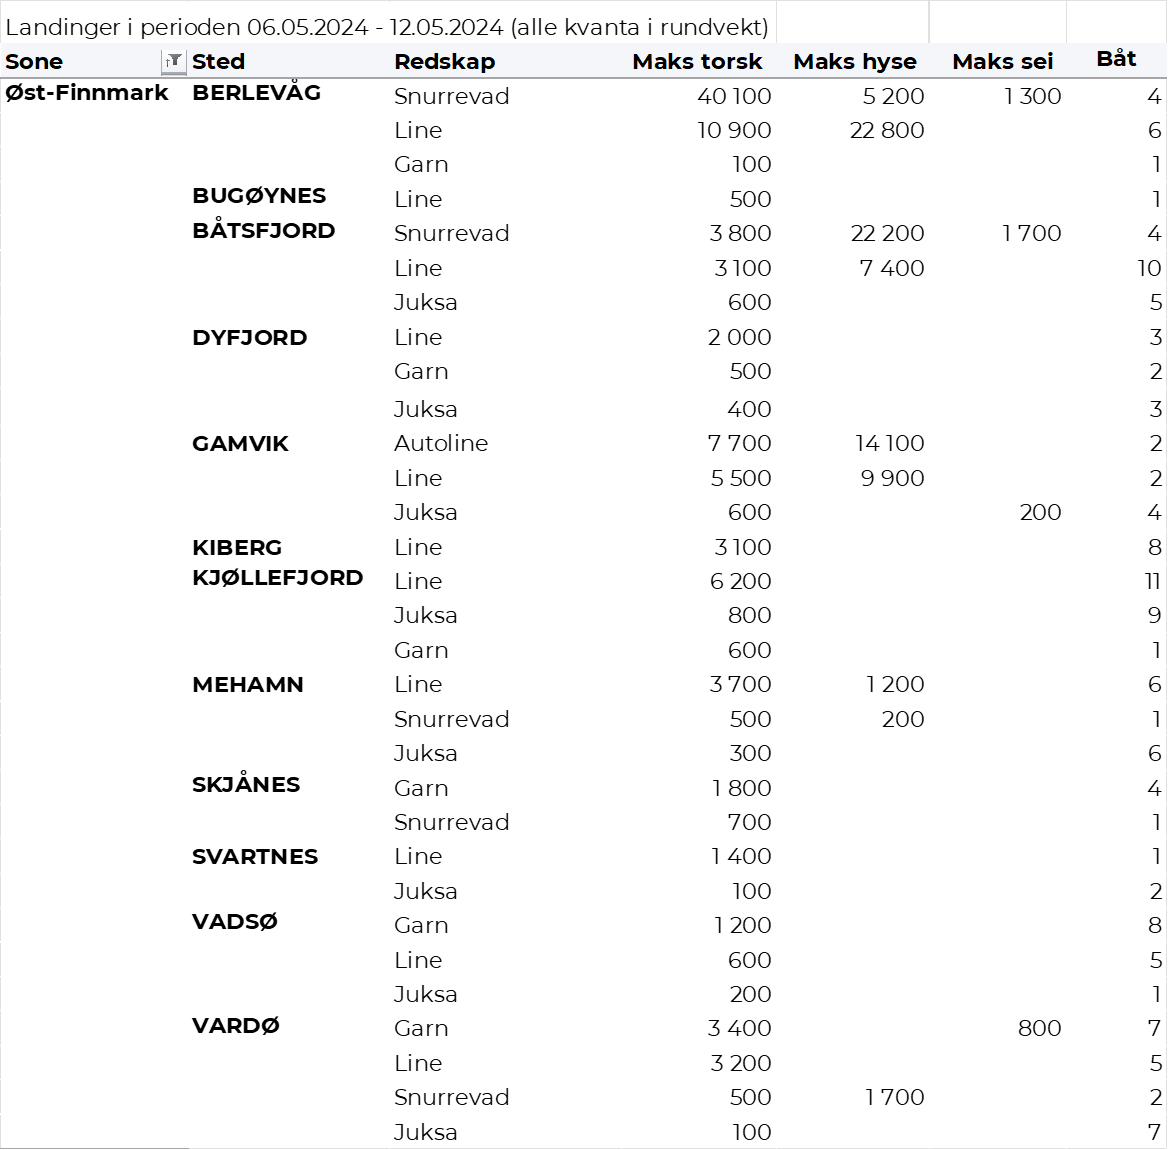 Landinger i perioden 06.05.2024 - 12.05.2024 (alle kvanta i rundvekt)
Sone Sted Redskap Maks torsk Maks hyse Maks sei Båt
Øst-Finnmark BERLEVÅG Snurrevad 40 100 5 200 1 300 4
Line 10 900 22 800 6
Garn 100 1
BUGØYNES Line 500 1
BÅTSFJORD Snurrevad 3 800 22 200 1 700 4
Line 3 100 7 400 10
Juksa 600 5
DYFJORD Line 2 000 3
Garn 500 2
Juksa 400 3
GAMVIK Autoline 7 700 14 100 2
Line 5 500 9 900 2
Juksa 600 200 4
KIBERG Line 3 100 8
KJØLLEFJORD Line 6 200 11
Juksa 800 9
Garn 600 1
MEHAMN Line 3 700 1 200 6
Snurrevad 500 200 1
Juksa 300 6
SKJÅNES Garn 1 800 4
Snurrevad 700 1
SVARTNES Line 1 400 1
Juksa 100 2
VADSØ Garn 1 200 8
Line 600 5
Juksa 200 1
VARDØ Garn 3 400 800 7
Line 3 200 5
Snurrevad 500 1 700 2
Juksa 100 7